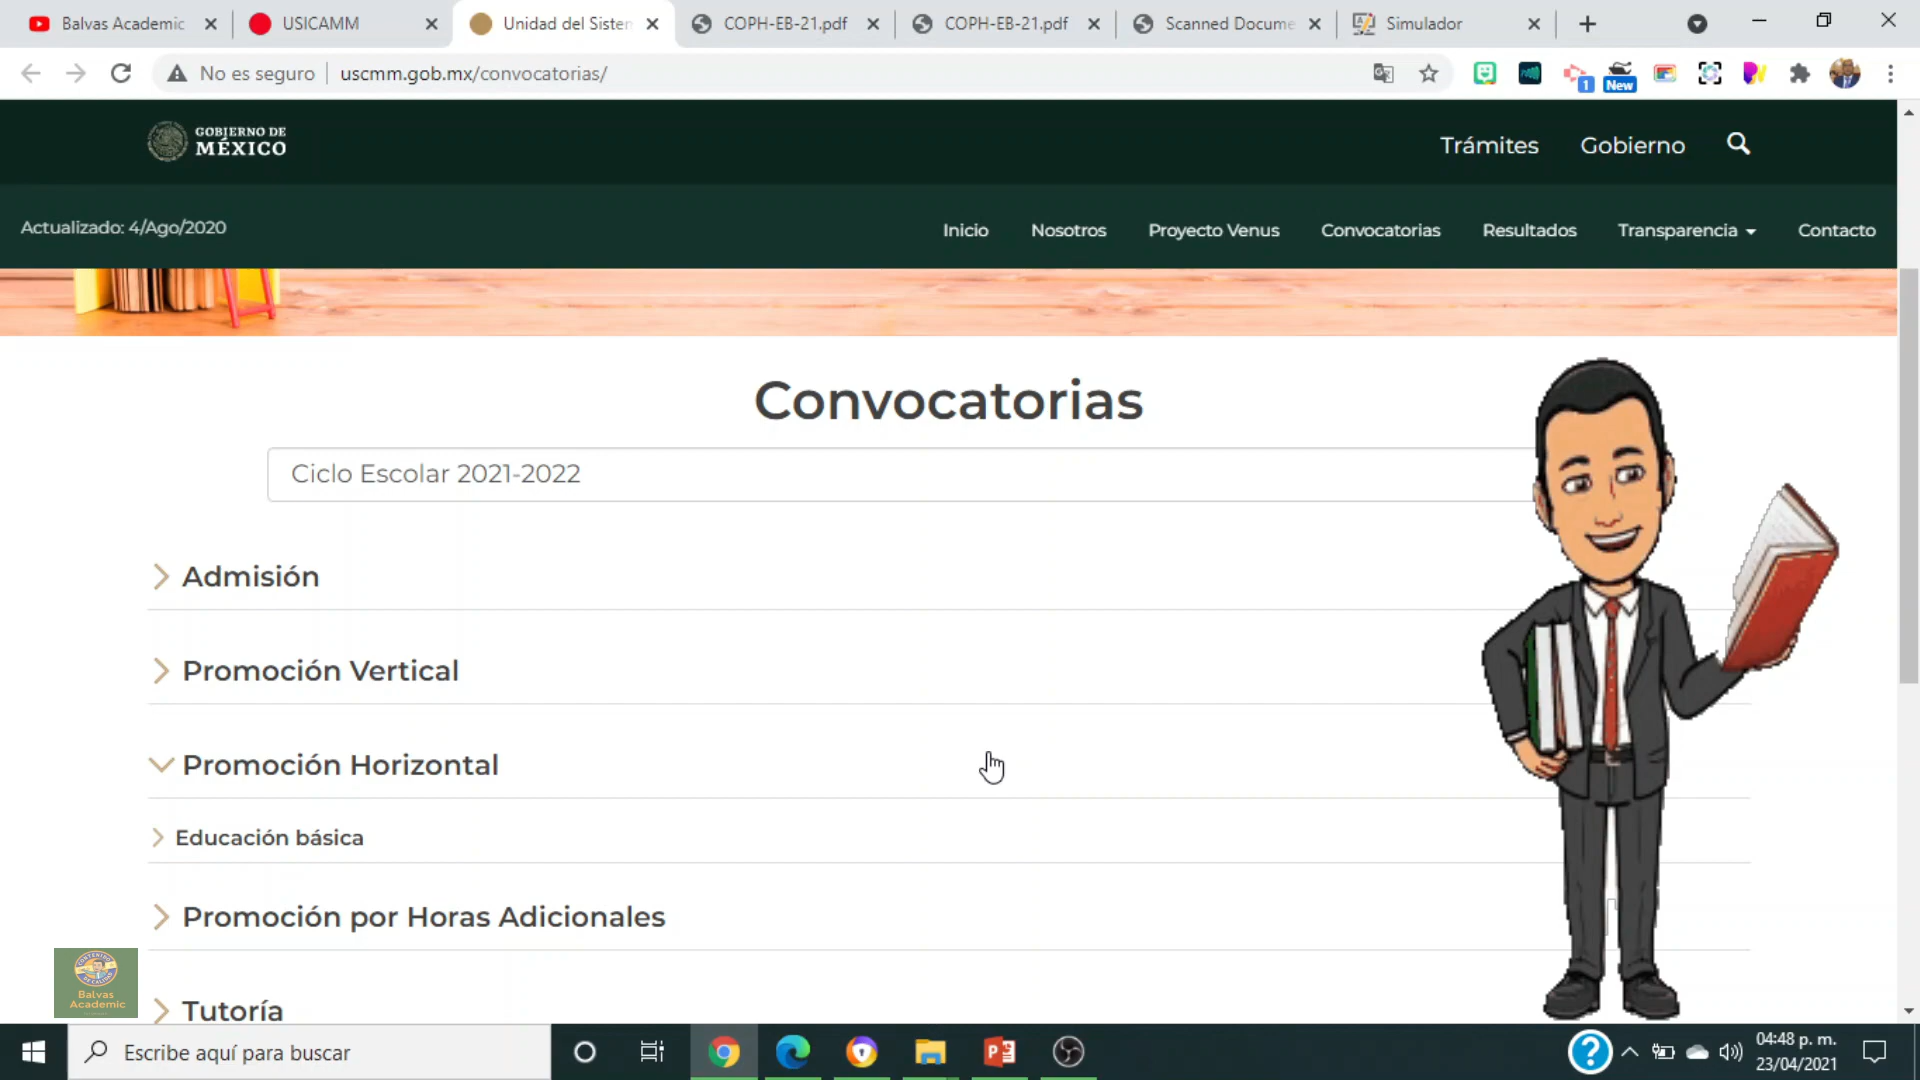 Balvas Academic
USICAMM
Unidad del Sister
COPH-EB-21.pdf
COPH-EB-21.pdf
Scanned Docume
Simulador
No es seguro
uscmm.gob.mx/convocatorias/
1
New
GOBIERNO DE
MÉXICO
Trámites
Gobierno
Actualizado: 4/Ago/2020
Inicio
Nosotros
Proyecto Venus
Convocatorias
Resultados
Transparencia
Contacto
Convocatorias
Ciclo Escolar 2021-2022
Admisión
Promoción Vertical
Promoción Horizontal
Educación básica
Promoción por Horas Adicionales
Tutoría
Balvas
Academic
Escribe aquí para buscar
04:48 p. m.
23/04/2021